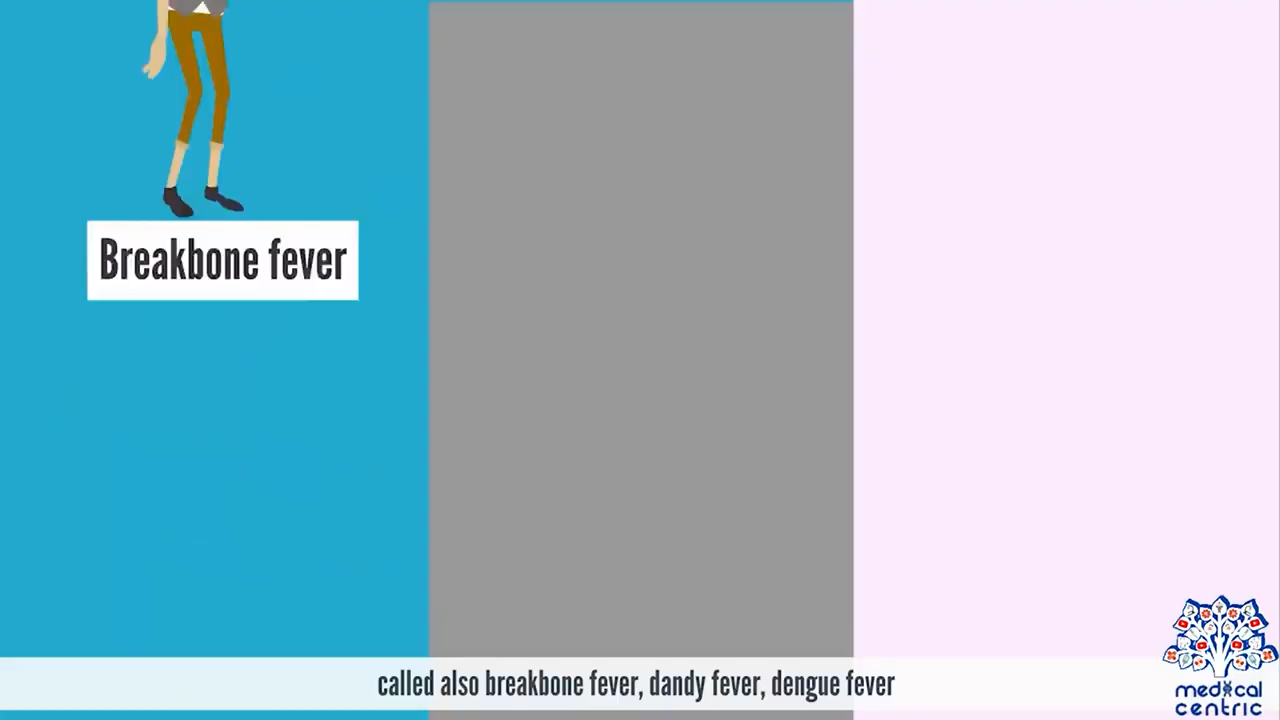 Breakbone fever
called also breakbone fever, dandy fever, dengue fever
medical
centric